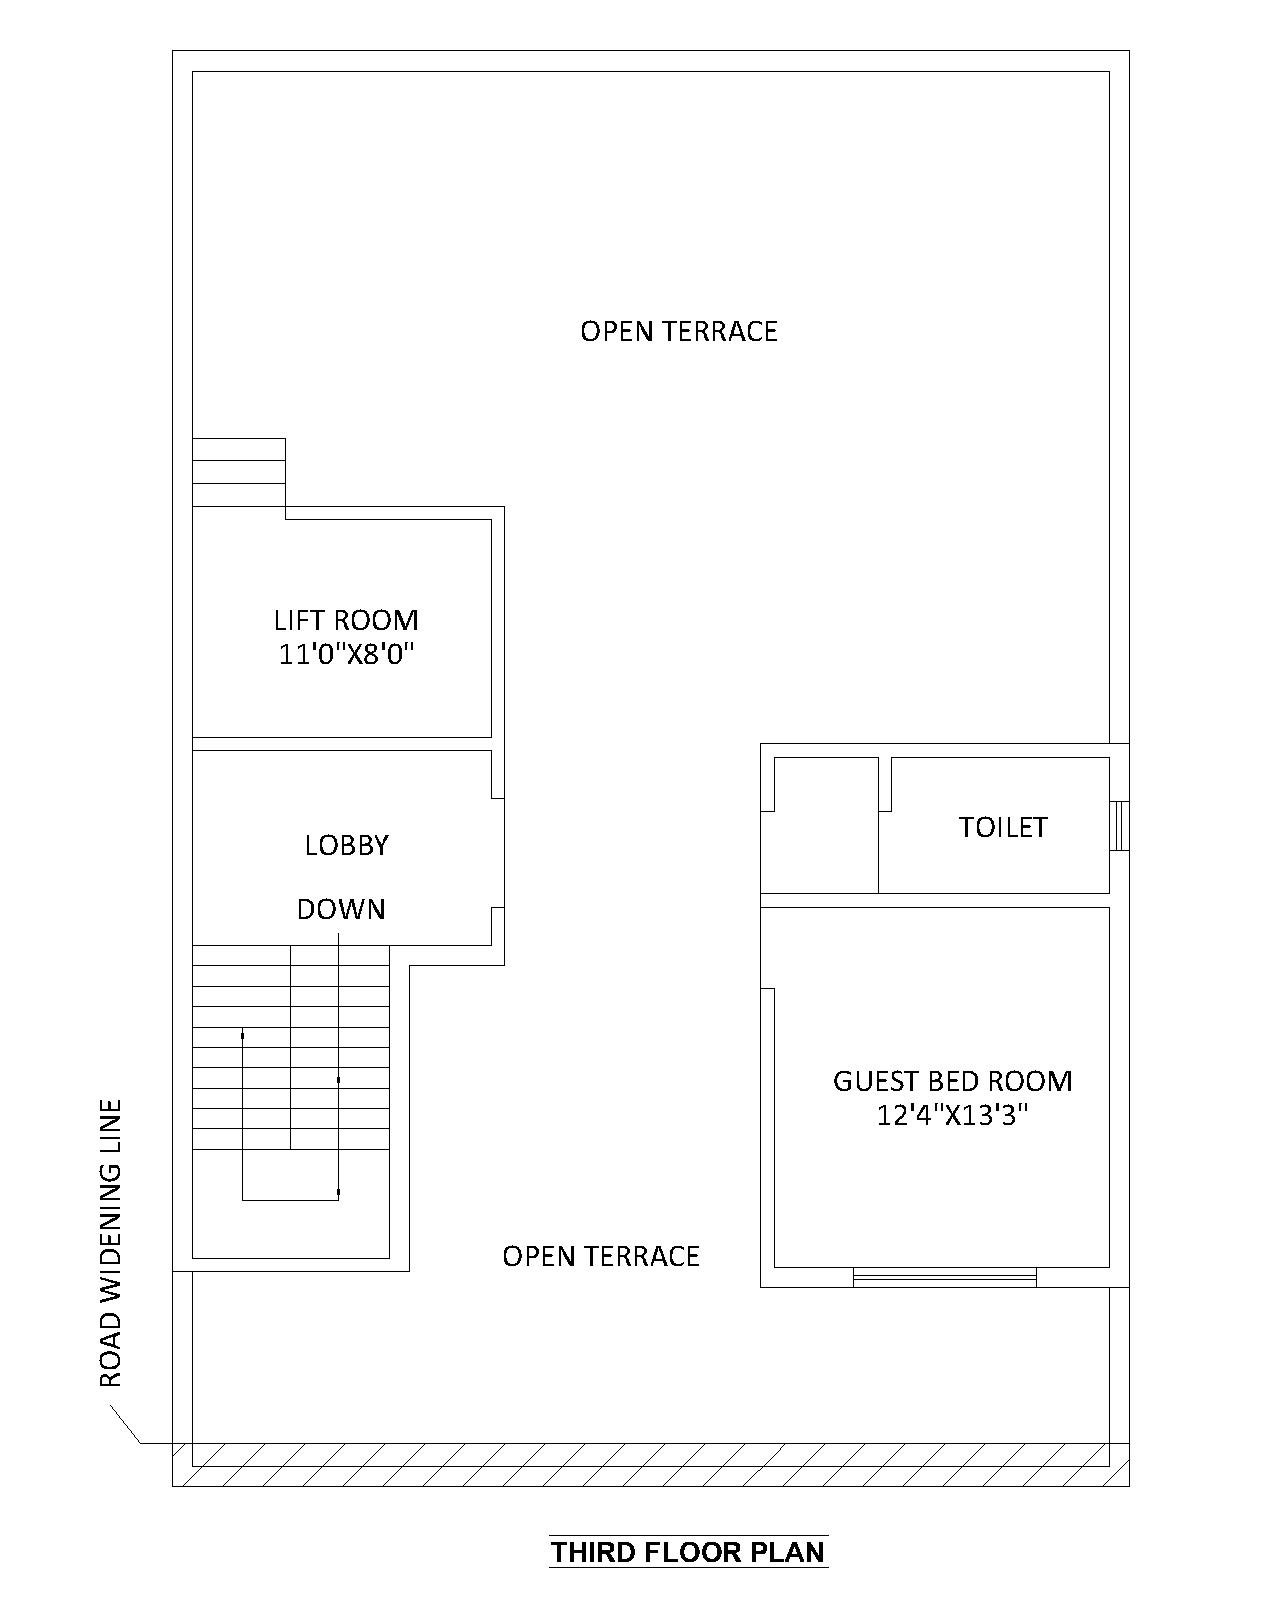 OPEN TERRACE
LIFT ROOM
11'0"X8'0"
LOBBY
DOWN
TOILET
GUEST BED ROOM
12'4"X13'3"
OPEN TERRACE
ROAD WIDENING LINE
THIRD FLOOR PLAN